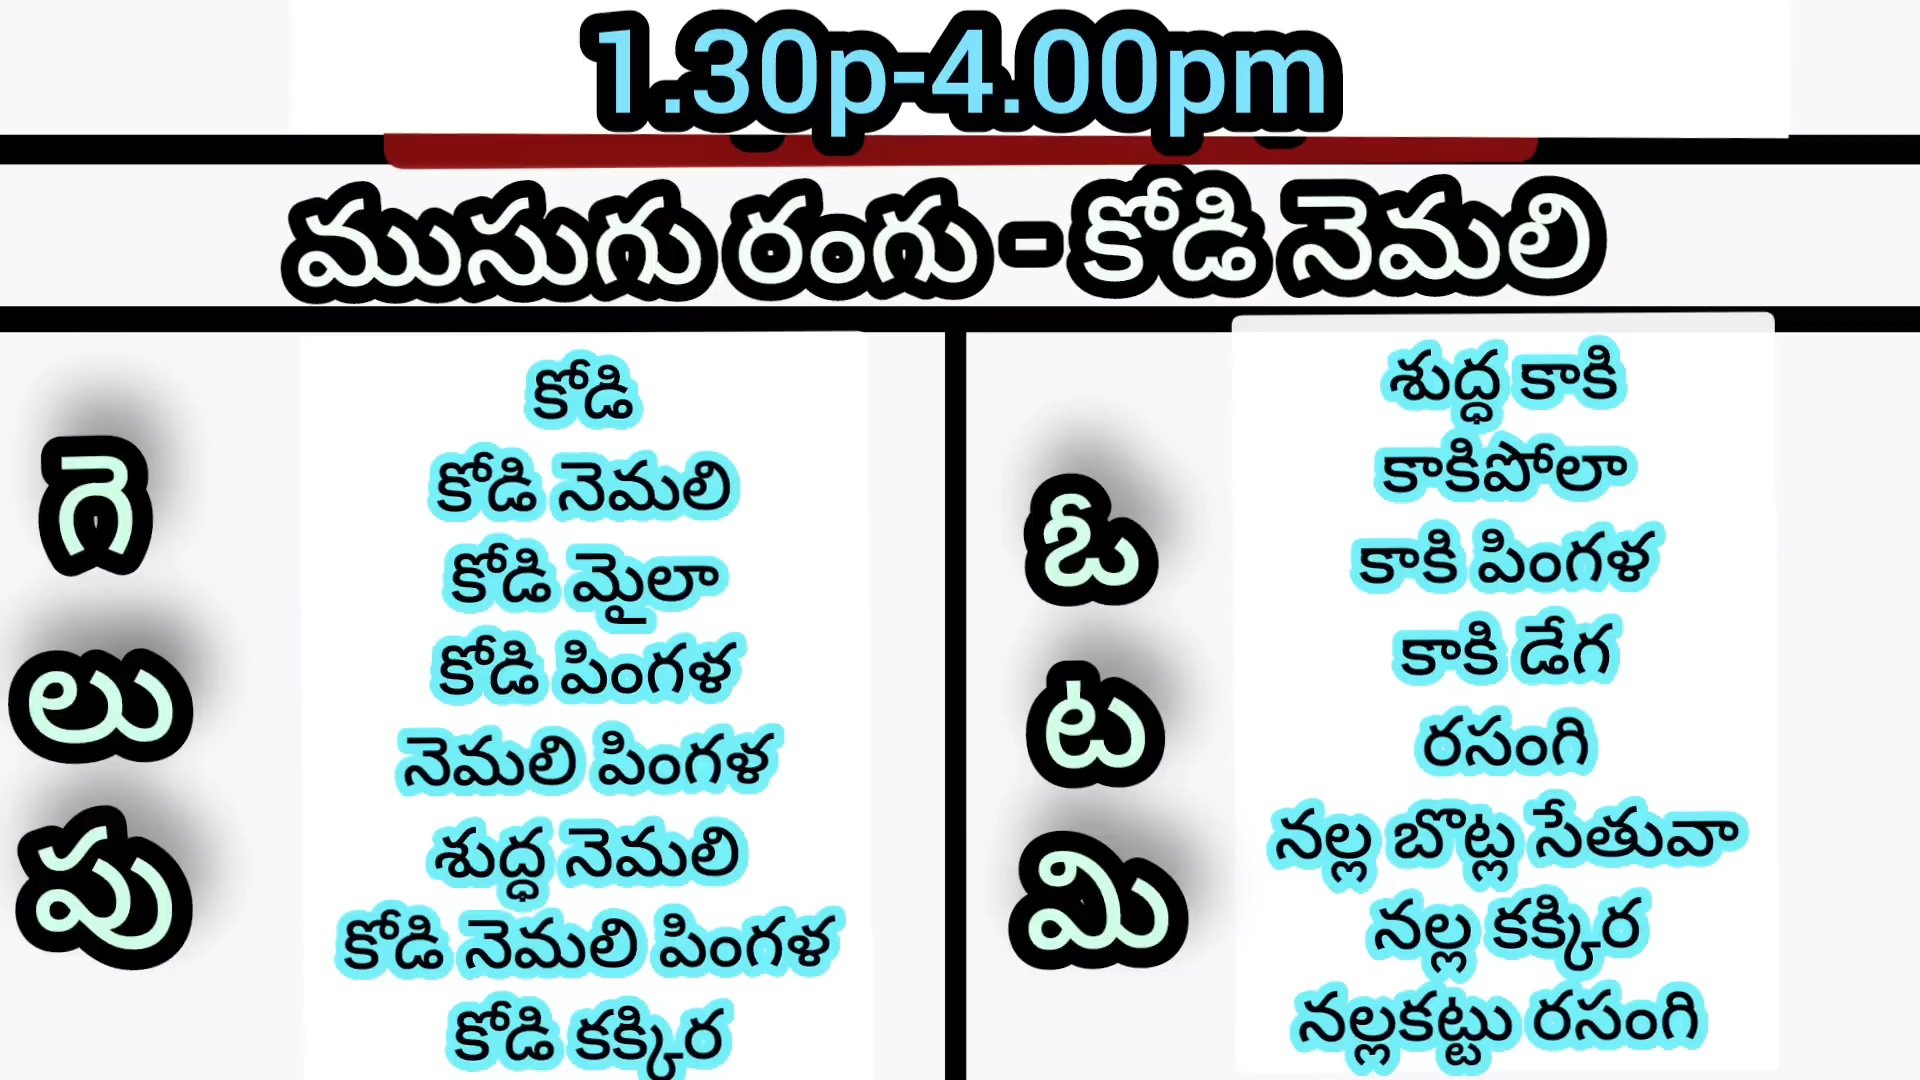 1.30p-4.00pm
ముసుగు రంగు - కోడి నెమలి
గెలుపు
కోడి
కోడి నెమలి
కోడి మైలా
కోడి పింగళ
నెమలి పింగళ
శుద్ధ నెమలి
కోడి నెమలి పింగళ
కోడి కక్కిర
ఓటమి
శుద్ధ కాకి
కాకిపోలా
కాకి పింగళ
కాకి డేగ
రసంగి
నల్ల బొట్ల సేతువా
నల్ల కక్కిర
నల్లకట్టు రసంగి